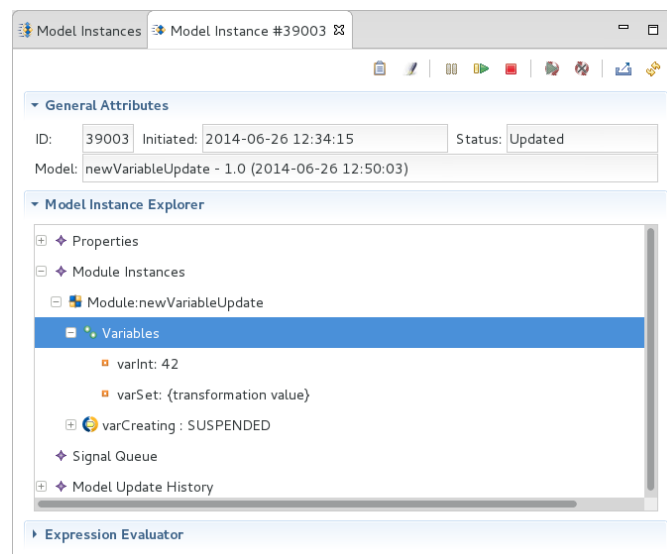 Model Instances Model Instance #39003
General Attributes
ID: 39003 Initiated: 2014-06-26 12:34:15 Status: Updated
Model: newVariableUpdate - 1.0 (2014-06-26 12:50:03)
Model Instance Explorer
Properties
Module Instances
Module:newVariableUpdate
Variables
varInt: 42
varSet: {transformation value}
varCreating : SUSPENDED
Signal Queue
Model Update History
Expression Evaluator